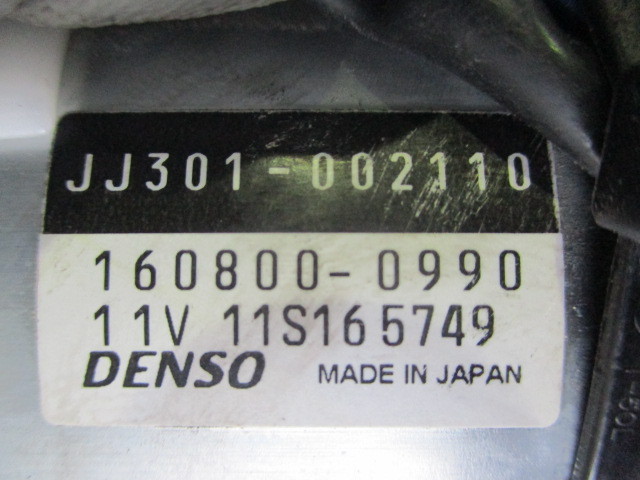 JJ301-002110
160800-0990
11V 11S165749
DENSO MADE IN JAPAN